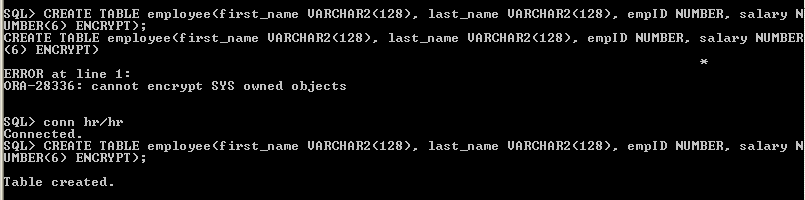 SQL> CREATE TABLE employee(first_name VARCHAR2(128), last_name VARCHAR2(128), empID NUMBER, salary N
UMBER(6) ENCRYPT);
CREATE TABLE employee(first_name VARCHAR2(128), last_name VARCHAR2(128), empID NUMBER, salary NUMBER
(6) ENCRYPT)
*
ERROR at line 1:
ORA-28336: cannot encrypt SYS owned objects
SQL> conn hr/hr
Connected.
SQL> CREATE TABLE employee(first_name VARCHAR2(128), last_name VARCHAR2(128), empID NUMBER, salary N
UMBER(6) ENCRYPT);
Table created.